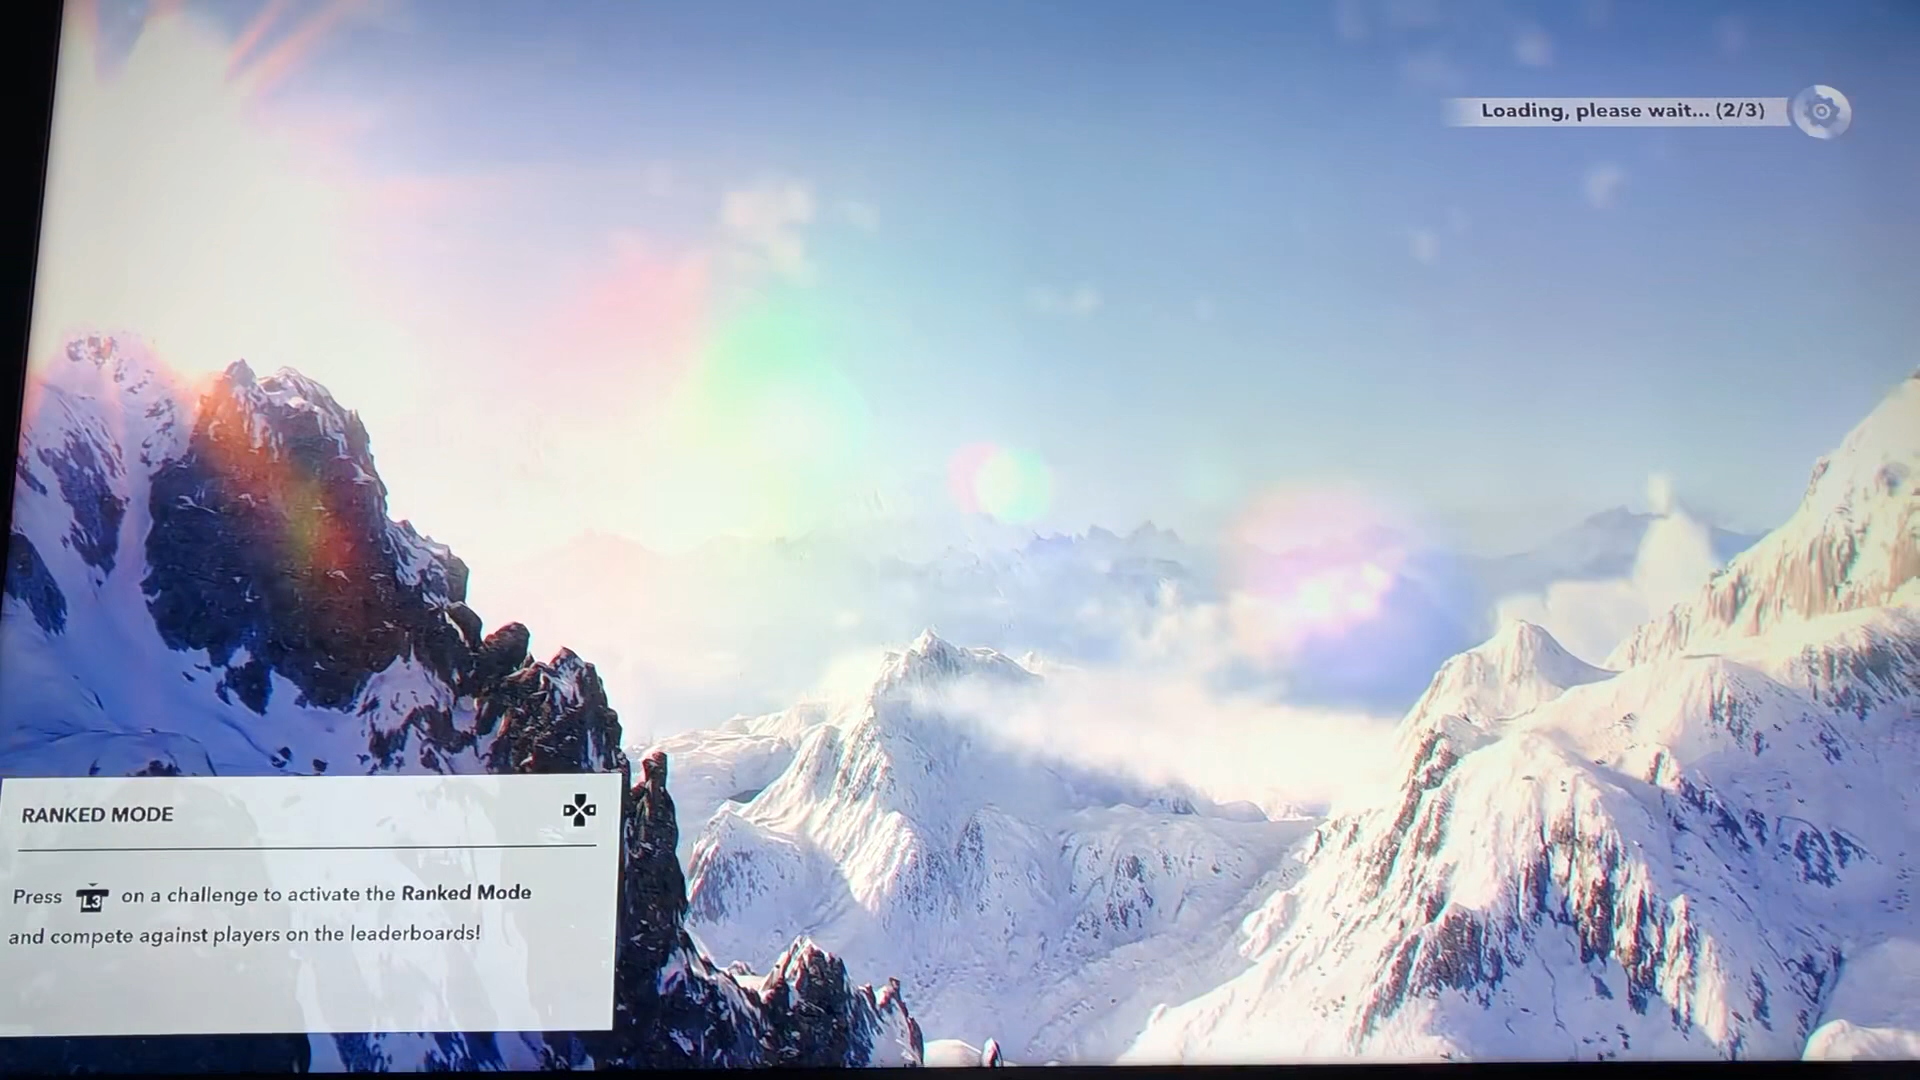 Loading, please wait... (2/3)
RANKED MODE
Press L3 on a challenge to activate the Ranked Mode
and compete against players on the leaderboards!